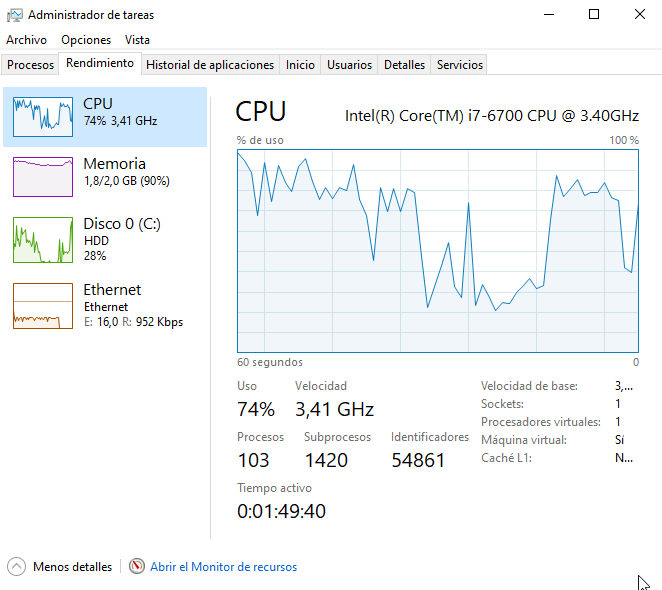 Administrador de tareas
Archivo Opciones Vista
Procesos Rendimiento Historial de aplicaciones Inicio Usuarios Detalles Servicios
CPU
74% 3,41 GHz
Memoria
1,8/2,0 GB (90%)
Disco 0 (C:)
HDD
28%
Ethernet
Ethernet
E: 16,0 R: 952 Kbps
CPU Intel(R) Core(TM) i7-6700 CPU @ 3.40GHz
% de uso 100 %
60 segundos 0
Uso Velocidad
74% 3,41 GHz
Procesos Subprocesos Identificadores
103 1420 54861
Tiempo activo
0:01:49:40
Velocidad de base: 3,...
Sockets: 1
Procesadores virtuales: 1
Máquina virtual: Sí
Caché L1: N...
Menos detalles Abrir el Monitor de recursos